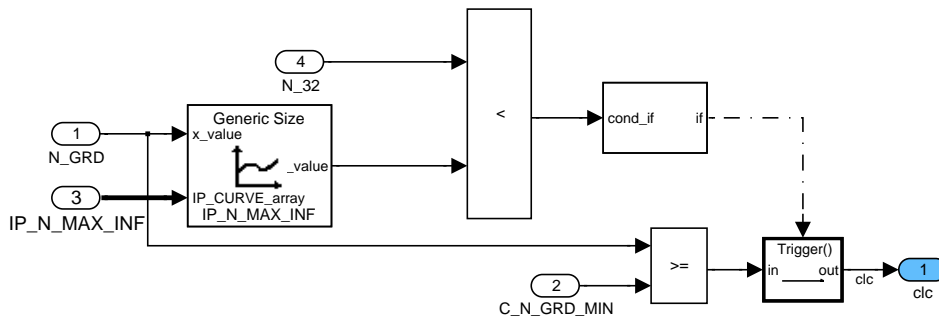 4
N_32
Generic Size
x_value
_value
IP_CURVE_array
IP_N_MAX_INF
1
N_GRD
3
IP_N_MAX_INF
<
cond_if
if
>=
2
C_N_GRD_MIN
Trigger()
in
out
clc
1
clc